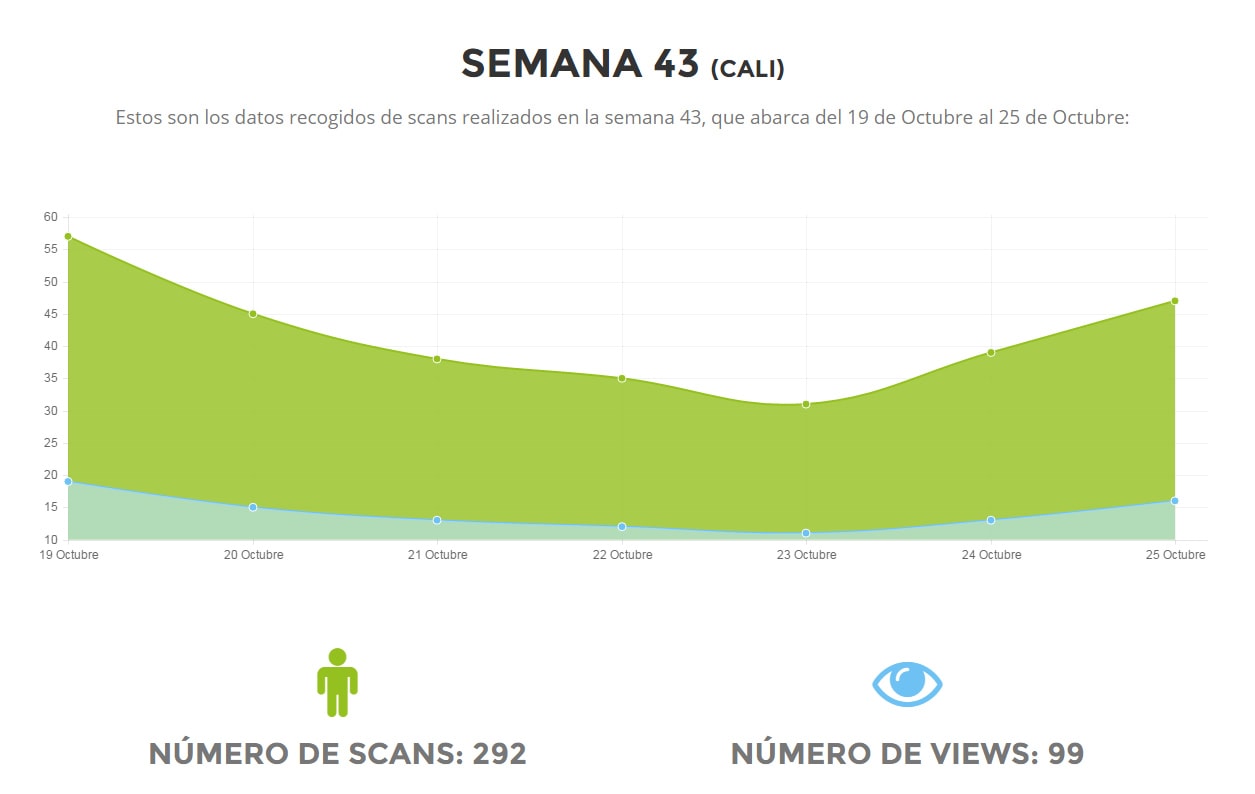 SEMANA 43 (CALI)
Estos son los datos recogidos de scans realizados en la semana 43, que abarca del 19 de Octubre al 25 de Octubre:
60
55
50
45
40
35
30
25
20
15
10
19 Octubre 20 Octubre 21 Octubre 22 Octubre 23 Octubre 24 Octubre 25 Octubre
NÚMERO DE SCANS: 292 NÚMERO DE VIEWS: 99